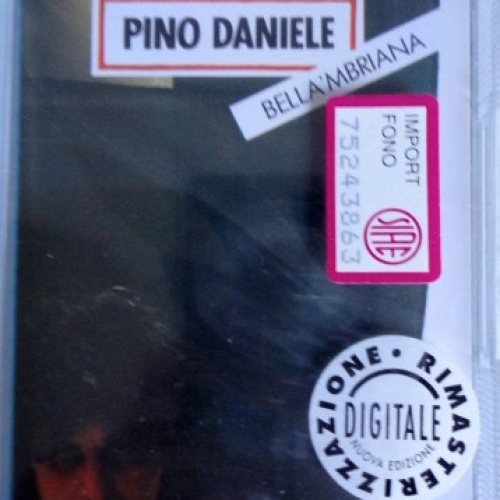 PINO DANIELE
BELLA 'MBRIANA
IMPORT
FONO
75243863
SIAE
RIMASTERIZZAZIONE •
DIGITALE
NUOVA EDIZIONE